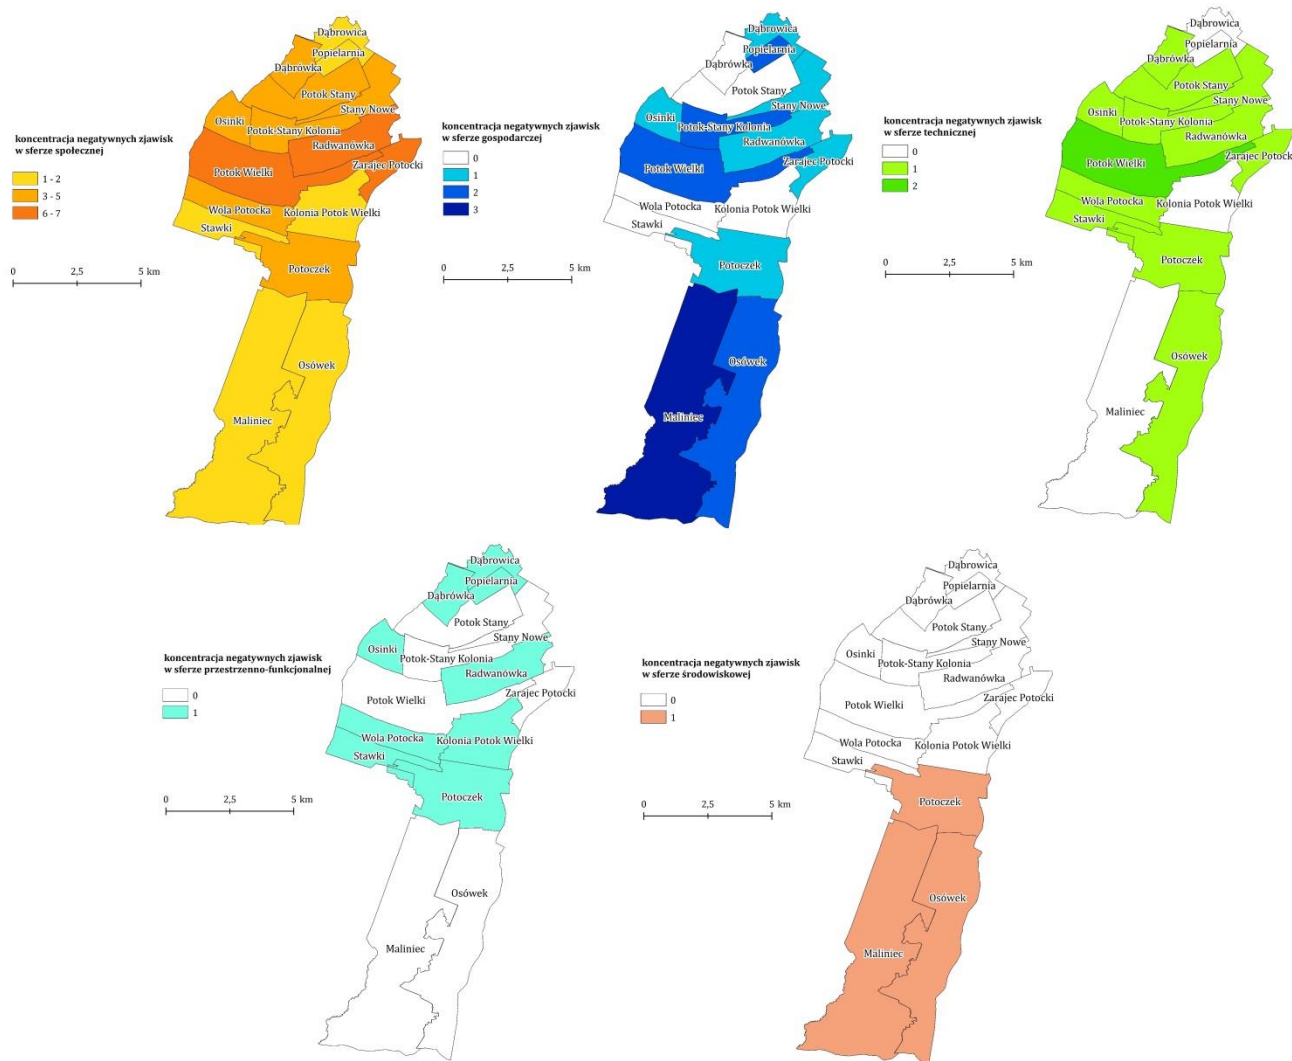 Dąbrowica
Popielarnia
Dąbrówka
Potok Stany
Stany Nowe
Osinki
Potok-Stany Kolonia
Radwanówka
Zarajec Potocki
Potok Wielki
Wola Potocka
Kolonia Potok Wielki
Stawki
Potoczek
Osówek
Maliniec
koncentracja negatywnych zjawisk
w sferze społecznej
1 - 2
3 - 5
6 - 7
0 2,5 5 km
Dąbrowica
Popielarnia
Dąbrówka
Potok Stany
Stany Nowe
Osinki
Potok-Stany Kolonia
Radwanówka
Zarajec Potocki
Potok Wielki
Wola Potocka
Kolonia Potok Wielki
Stawki
Potoczek
Osówek
Maliniec
koncentracja negatywnych zjawisk
w sferze gospodarczej
0
1
2
3
0 2,5 5 km
Dąbrowica
Popielarnia
Dąbrówka
Potok Stany
Stany Nowe
Osinki
Potok-Stany Kolonia
Radwanówka
Zarajec Potocki
Potok Wielki
Wola Potocka
Kolonia Potok Wielki
Stawki
Potoczek
Osówek
Maliniec
koncentracja negatywnych zjawisk
w sferze technicznej
0
1
2
0 2,5 5 km
Dąbrowica
Popielarnia
Dąbrówka
Potok Stany
Stany Nowe
Osinki
Potok-Stany Kolonia
Radwanówka
Zarajec Potocki
Potok Wielki
Wola Potocka
Kolonia Potok Wielki
Stawki
Potoczek
Osówek
Maliniec
koncentracja negatywnych zjawisk
w sferze przestrzenno-funkcjonalnej
0
1
0 2,5 5 km
Dąbrowica
Popielarnia
Dąbrówka
Potok Stany
Stany Nowe
Osinki
Potok-Stany Kolonia
Radwanówka
Zarajec Potocki
Potok Wielki
Wola Potocka
Kolonia Potok Wielki
Stawki
Potoczek
Osówek
Maliniec
koncentracja negatywnych zjawisk
w sferze środowiskowej
0
1
0 2,5 5 km